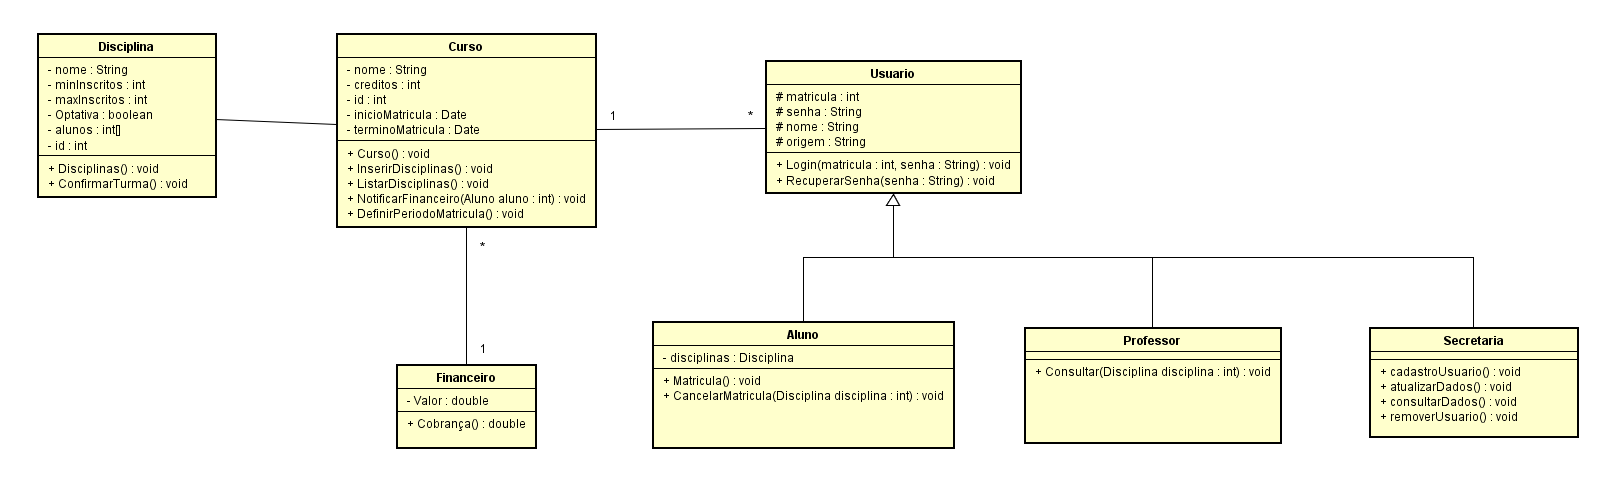 Disciplina
- nome : String
- minInscritos : int
- maxInscritos : int
- Optativa : boolean
- alunos : int[]
- id : int
+ Disciplinas() : void
+ ConfirmarTurma() : void
Curso
- nome : String
- creditos : int
- id : int
- inicioMatricula : Date
- terminoMatricula : Date
+ Curso() : void
+ InserirDisciplinas() : void
+ ListarDisciplinas() : void
+ NotificarFinanceiro(Aluno aluno : int) : void
+ DefinirPeriodoMatricula() : void
1
*
Usuario
# matricula : int
# senha : String
# nome : String
# origem : String
+ Login(matricula : int, senha : String) : void
+ RecuperarSenha(senha : String) : void
*
1
Financeiro
- Valor : double
+ Cobrança() : double
Aluno
- disciplinas : Disciplina
+ Matricula() : void
+ CancelarMatricula(Disciplina disciplina : int) : void
Professor
+ Consultar(Disciplina disciplina : int) : void
Secretaria
+ cadastroUsuario() : void
+ atualizarDados() : void
+ consultarDados() : void
+ removerUsuario() : void